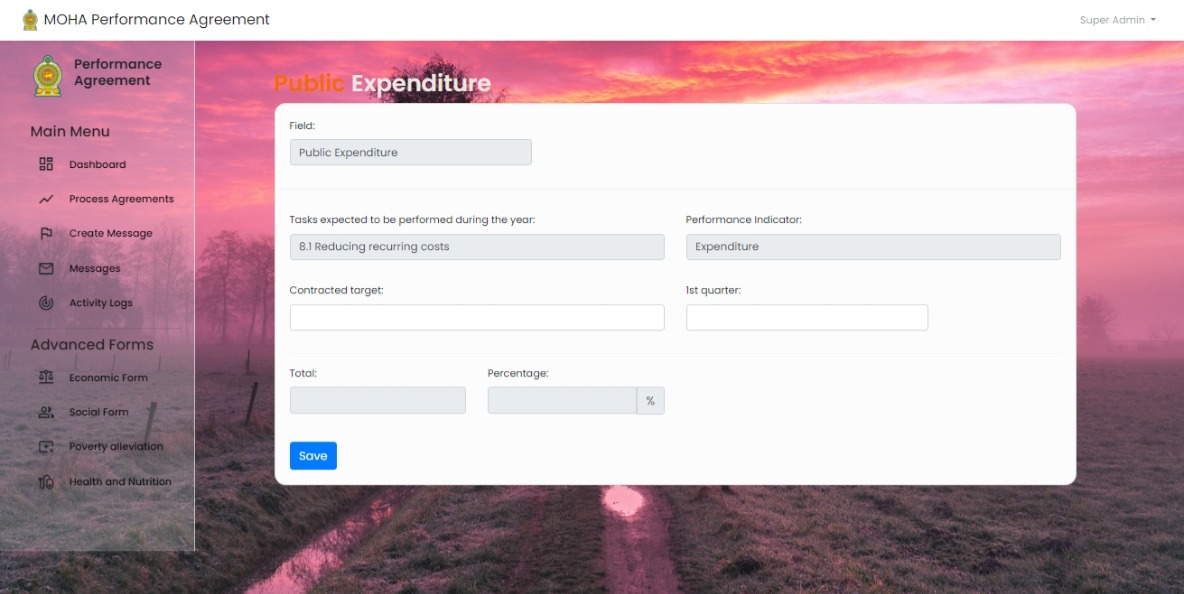 MOHA Performance Agreement
Super Admin
Performance
Agreement
Main Menu
Dashboard
Process Agreements
Create Message
Messages
Activity Logs
Advanced Forms
Economic Form
Social Form
Poverty alleviation
Health and Nutrition
Public Expenditure
Field:
Public Expenditure
Tasks expected to be performed during the year:
Performance Indicator:
8.1 Reducing recurring costs
Expenditure
Contracted target:
1st quarter:
Total:
Percentage:
%
Save